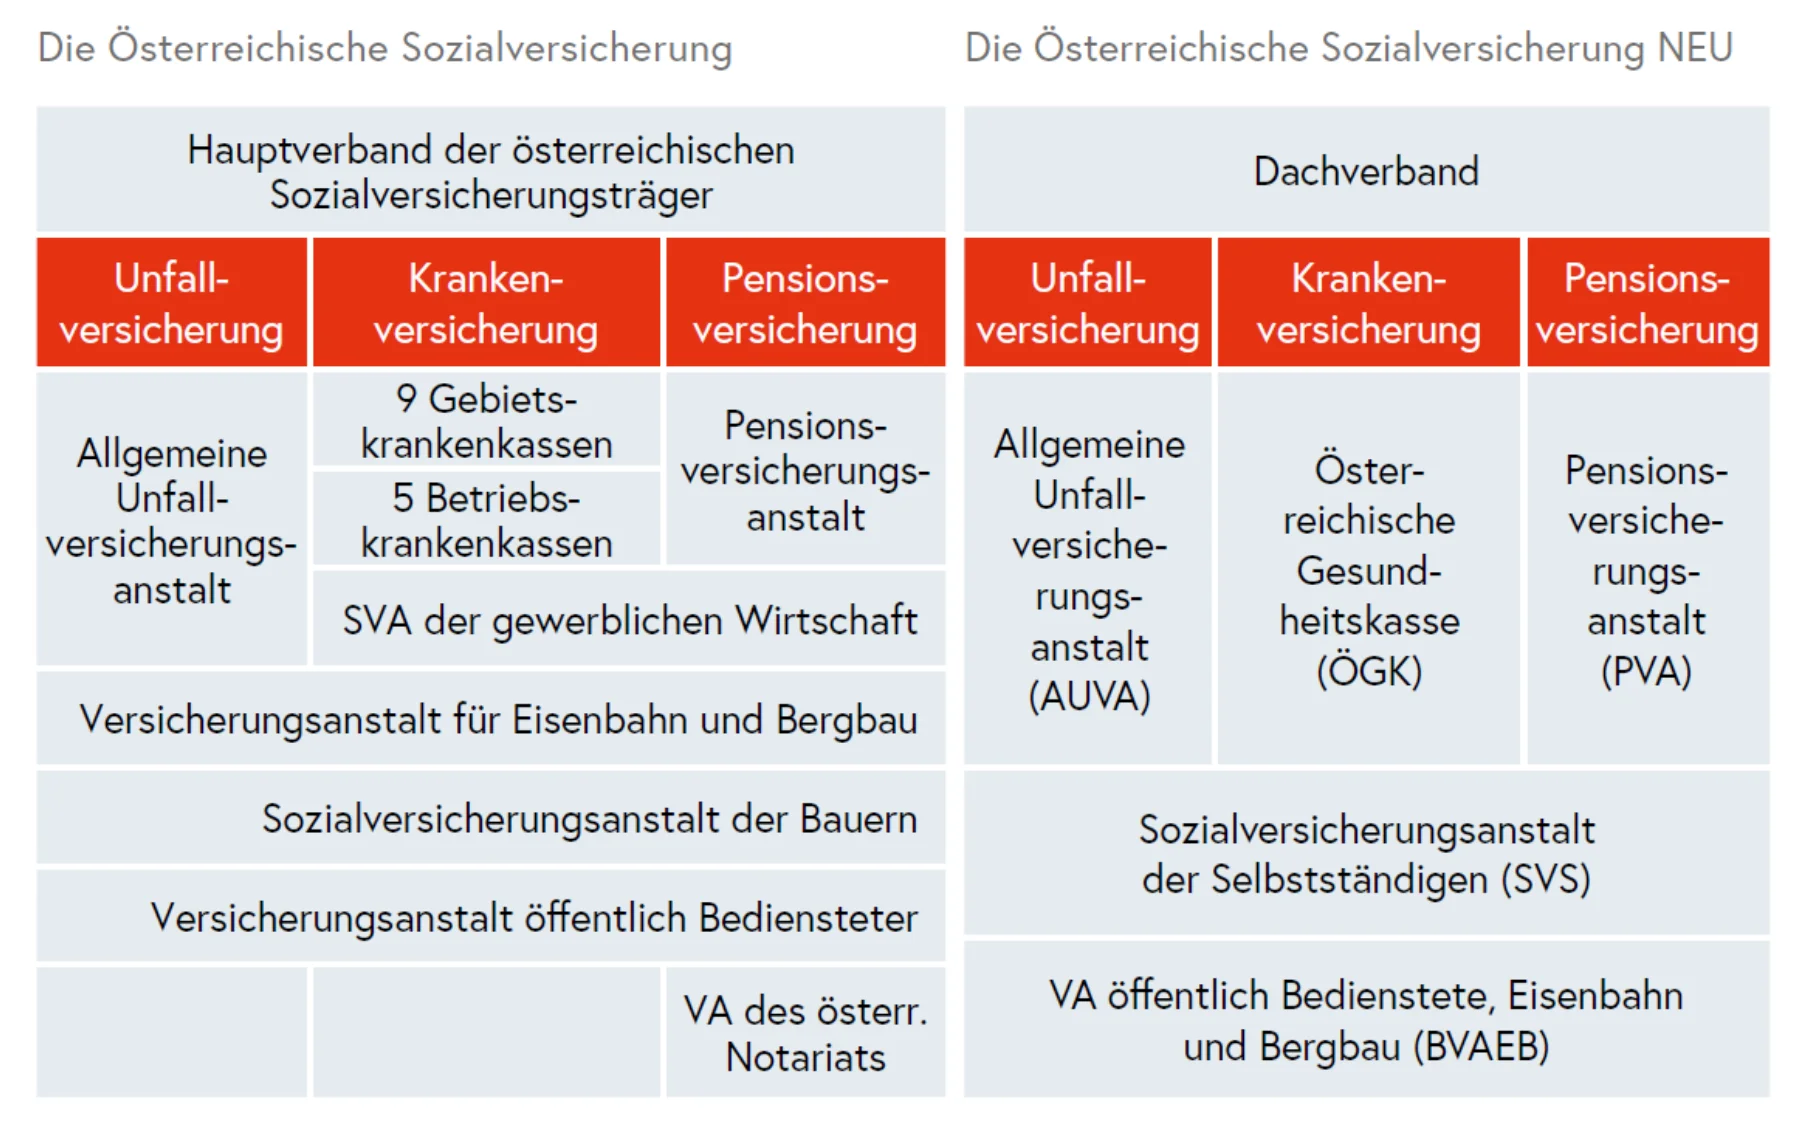 Die Österreichische Sozialversicherung
Hauptverband der österreichischen
Sozialversicherungsträger
Unfall-
versicherung
Kranken-
versicherung
Pensions-
versicherung
Allgemeine
Unfall-
versicherungs-
anstalt
9 Gebiets-
krankenkassen
5 Betriebs-
krankenkassen
Pensions-
versicherungs-
anstalt
SVA der gewerblichen Wirtschaft
Versicherungsanstalt für Eisenbahn und Bergbau
Sozialversicherungsanstalt der Bauern
Versicherungsanstalt öffentlich Bediensteter
VA des österr.
Notariats
Die Österreichische Sozialversicherung NEU
Dachverband
Unfall-
versicherung
Kranken-
versicherung
Pensions-
versicherung
Allgemeine
Unfall-
versiche-
rungs-
anstalt
(AUVA)
Öster-
reichische
Gesund-
heitskasse
(ÖGK)
Pensions-
versiche-
rungs-
anstalt
(PVA)
Sozialversicherungsanstalt
der Selbstständigen (SVS)
VA öffentlich Bedienstete, Eisenbahn
und Bergbau (BVAEB)